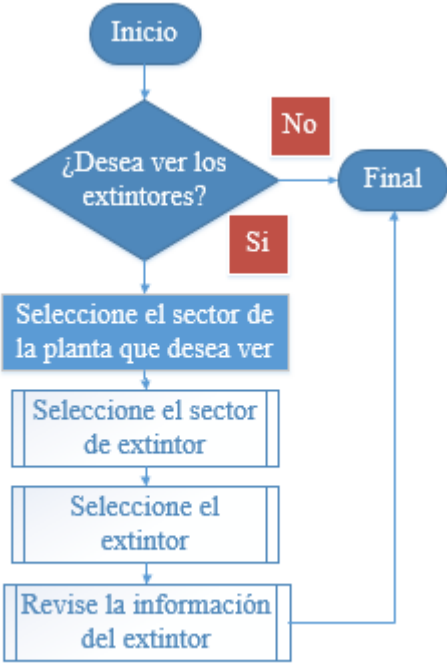 Inicio
¿Desea ver los
extintores?
No
Final
Si
Seleccione el sector de
la planta que desea ver
Seleccione el sector
de extintor
Seleccione el
extintor
Revise la información
del extintor